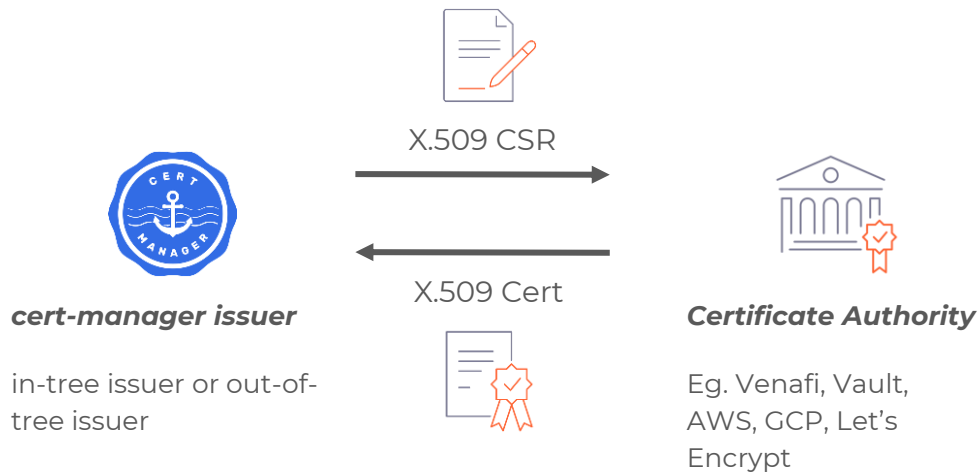 X.509 CSR
CERT
MANAGER
X.509 Cert
cert-manager issuer
in-tree issuer or out-of-
tree issuer
Certificate Authority
Eg. Venafi, Vault,
AWS, GCP, Let’s
Encrypt